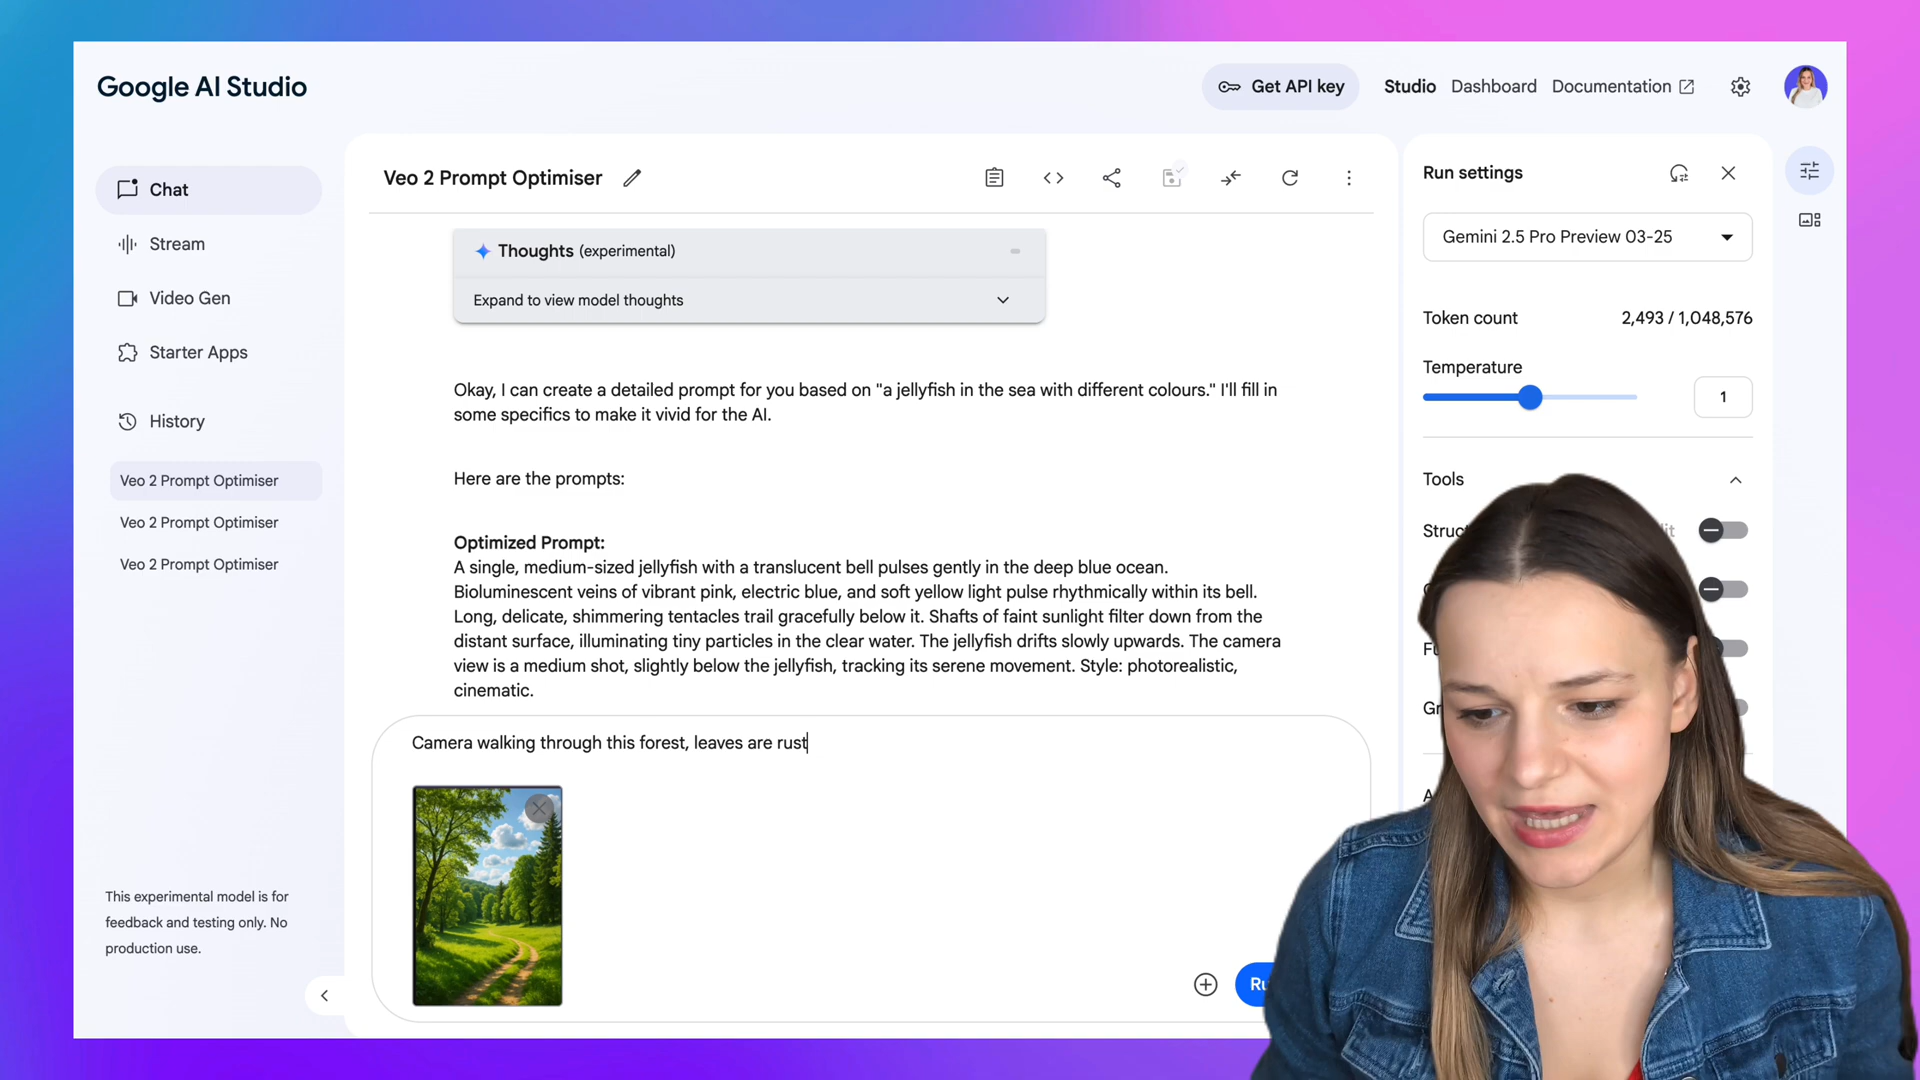 Google AI Studio
Get API key
Studio
Dashboard
Documentation
Chat
Stream
Video Gen
Starter Apps
History
Veo 2 Prompt Optimiser
Veo 2 Prompt Optimiser
Veo 2 Prompt Optimiser
This experimental model is for
feedback and testing only. No
production use.
Veo 2 Prompt Optimiser
Thoughts (experimental)
Expand to view model thoughts
Okay, I can create a detailed prompt for you based on "a jellyfish in the sea with different colours." I'll fill in
some specifics to make it vivid for the AI.
Here are the prompts:
Optimized Prompt:
A single, medium-sized jellyfish with a translucent bell pulses gently in the deep blue ocean.
Bioluminescent veins of vibrant pink, electric blue, and soft yellow light pulse rhythmically within its bell.
Long, delicate, shimmering tentacles trail gracefully below it. Shafts of faint sunlight filter down from the
distant surface, illuminating tiny particles in the clear water. The jellyfish drifts slowly upwards. The camera
view is a medium shot, slightly below the jellyfish, tracking its serene movement. Style: photorealistic,
cinematic.
Camera walking through this forest, leaves are rust
Run settings
Gemini 2.5 Pro Preview 03-25
Token count 2,493 / 1,048,576
Temperature
1
Tools